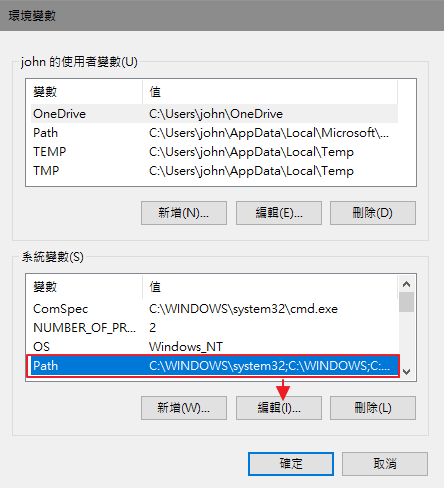 環境變數
john 的使用者變數(U)
變數 值
OneDrive C:\Users\john\OneDrive
Path C:\Users\john\AppData\Local\Microsoft\...
TEMP C:\Users\john\AppData\Local\Temp
TMP C:\Users\john\AppData\Local\Temp
新增(N)... 編輯(E)... 刪除(D)
系統變數(S)
變數 值
ComSpec C:\WINDOWS\system32\cmd.exe
NUMBER_OF_PR... 2
OS Windows_NT
Path C:\WINDOWS\system32;C:\WINDOWS;C:...
新增(W)... 編輯(I)... 刪除(L)
確定 取消